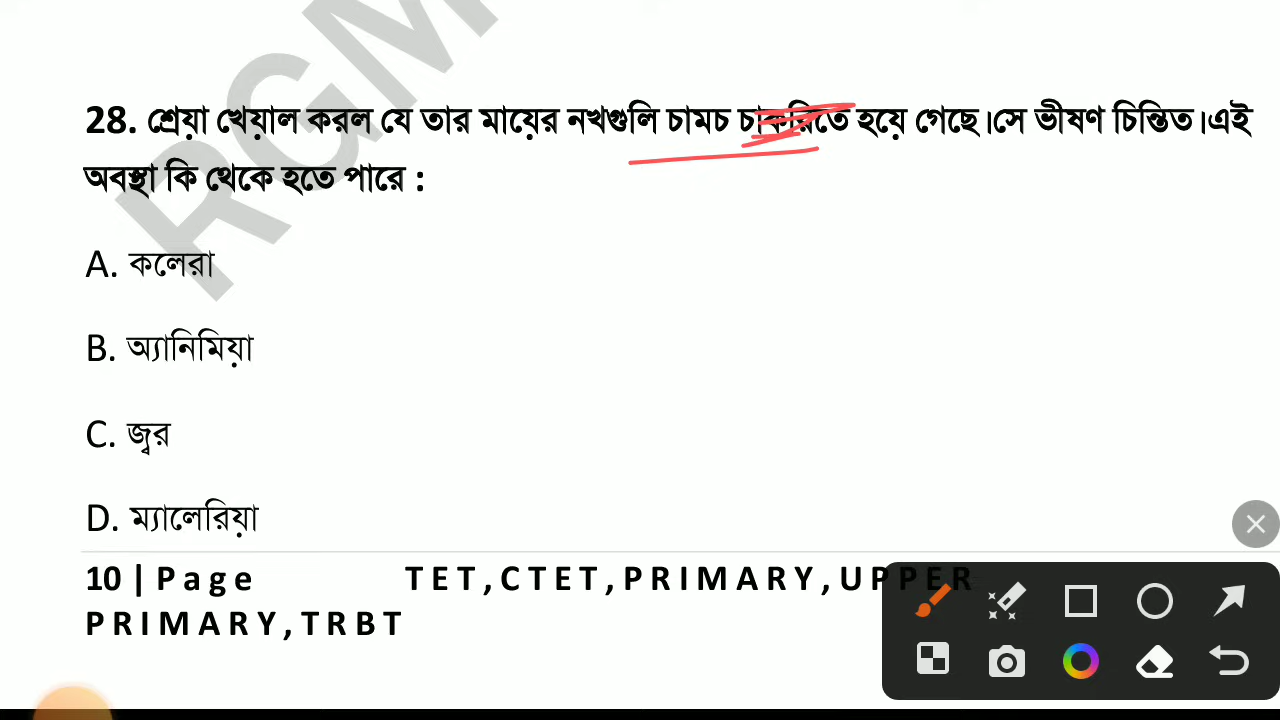 28. শ্রেয়া খেয়াল করল যে তার মায়ের নখগুলি চামচ চাকরিতে হয়ে গেছে।সে ভীষণ চিন্তিত।এই
অবস্থা কি থেকে হতে পারে :
A. কলেরা
B. অ্যানিমিয়া
C. জ্বর
D. ম্যালেরিয়া
10 | Page TET,CTET,PRIMARY,UPPER
PRIMARY,TRBT
RGM